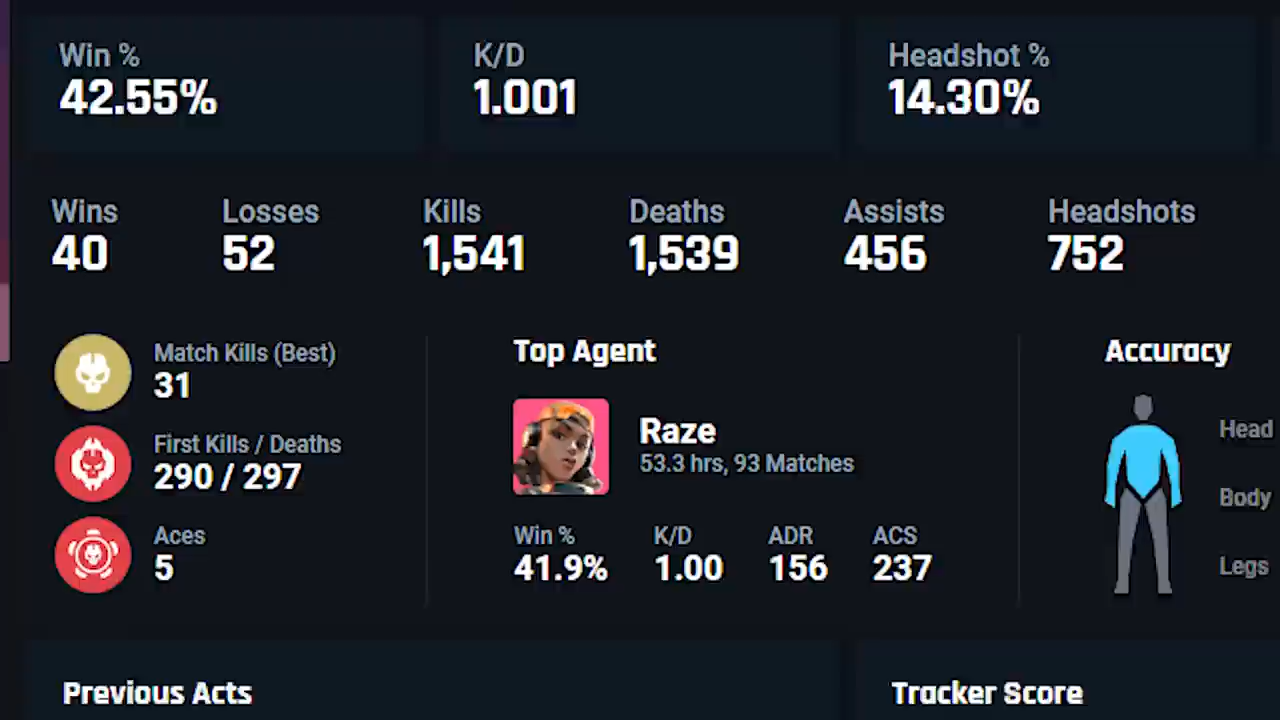 Win %
42.55%
K/D
1.001
Headshot %
14.30%
Wins
40
Losses
52
Kills
1,541
Deaths
1,539
Assists
456
Headshots
752
Match Kills (Best)
31
First Kills / Deaths
290 / 297
Aces
5
Top Agent
Raze
53.3 hrs, 93 Matches
Win %
41.9%
K/D
1.00
ADR
156
ACS
237
Accuracy
Head
Body
Legs
Previous Acts
Tracker Score